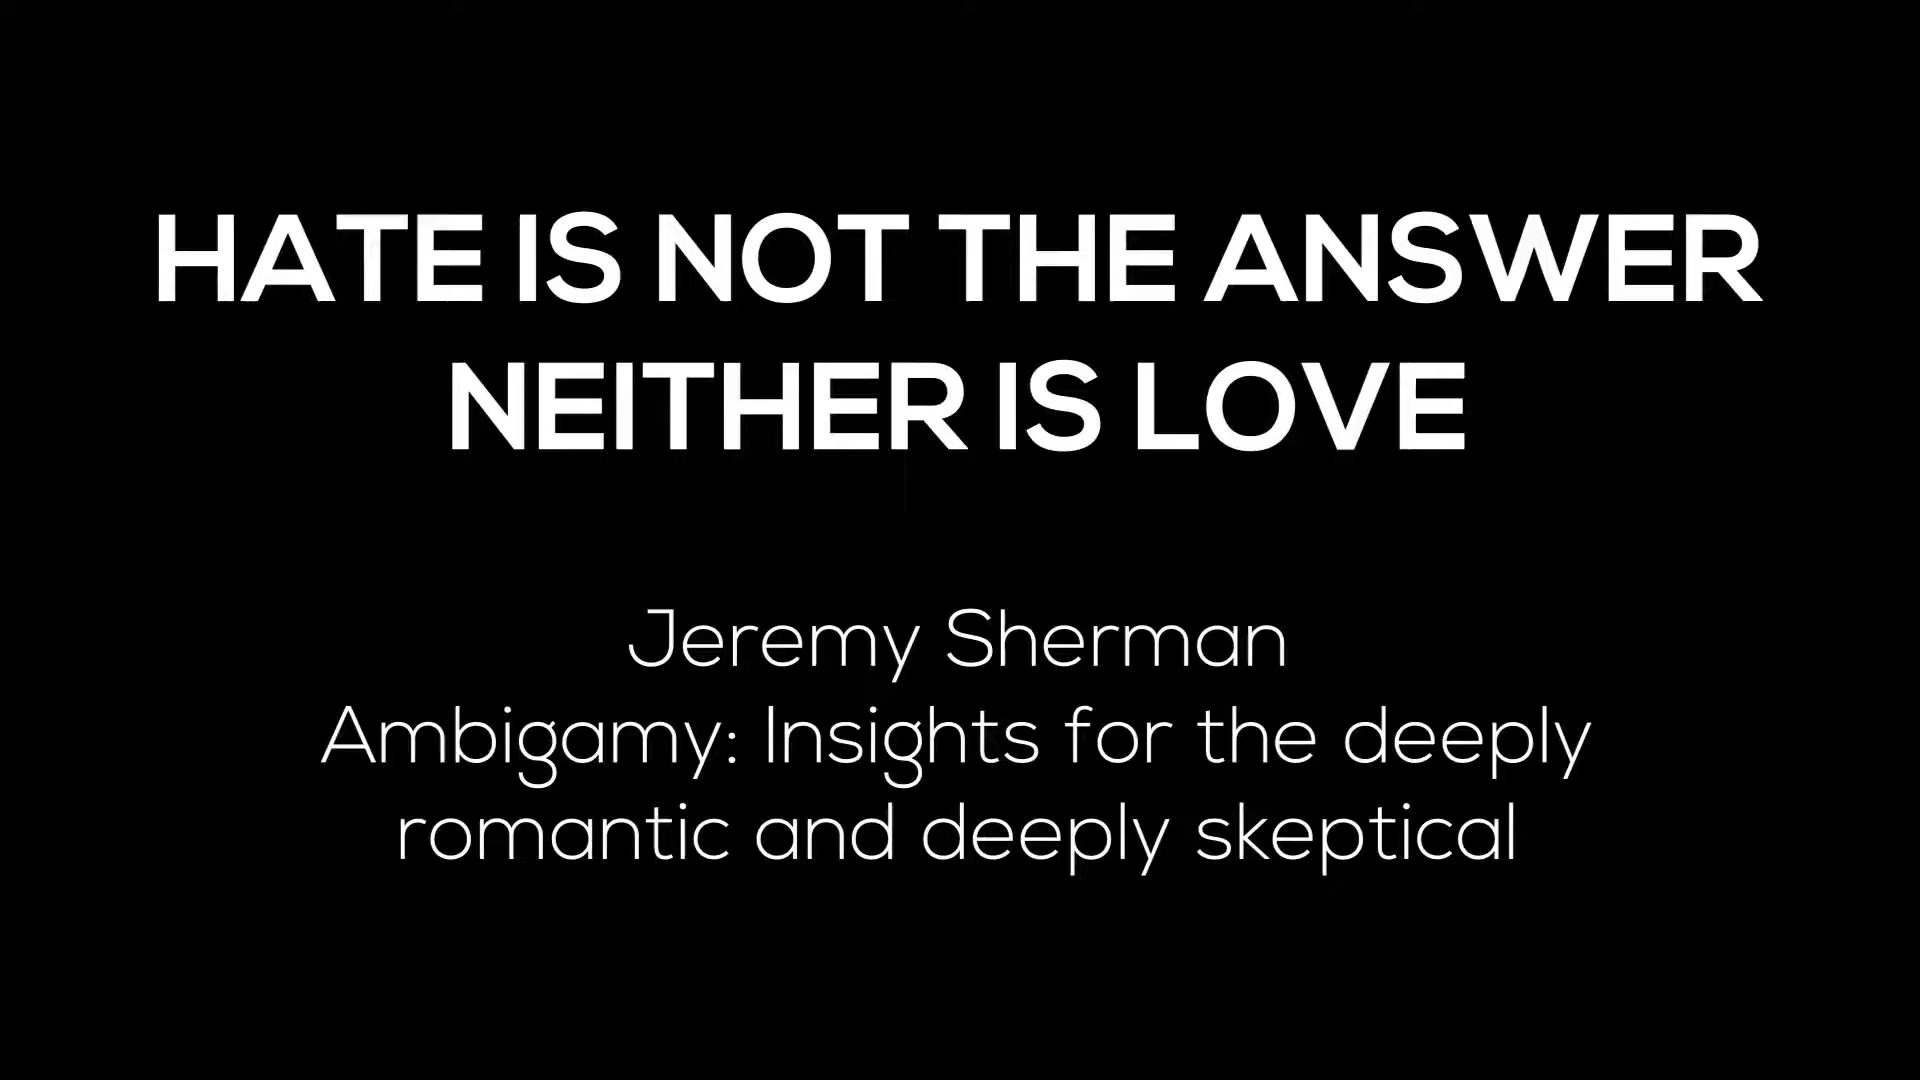 HATE IS NOT THE ANSWER
NEITHER IS LOVE
Jeremy Sherman
Ambigamy: Insights for the deeply
romantic and deeply skeptical